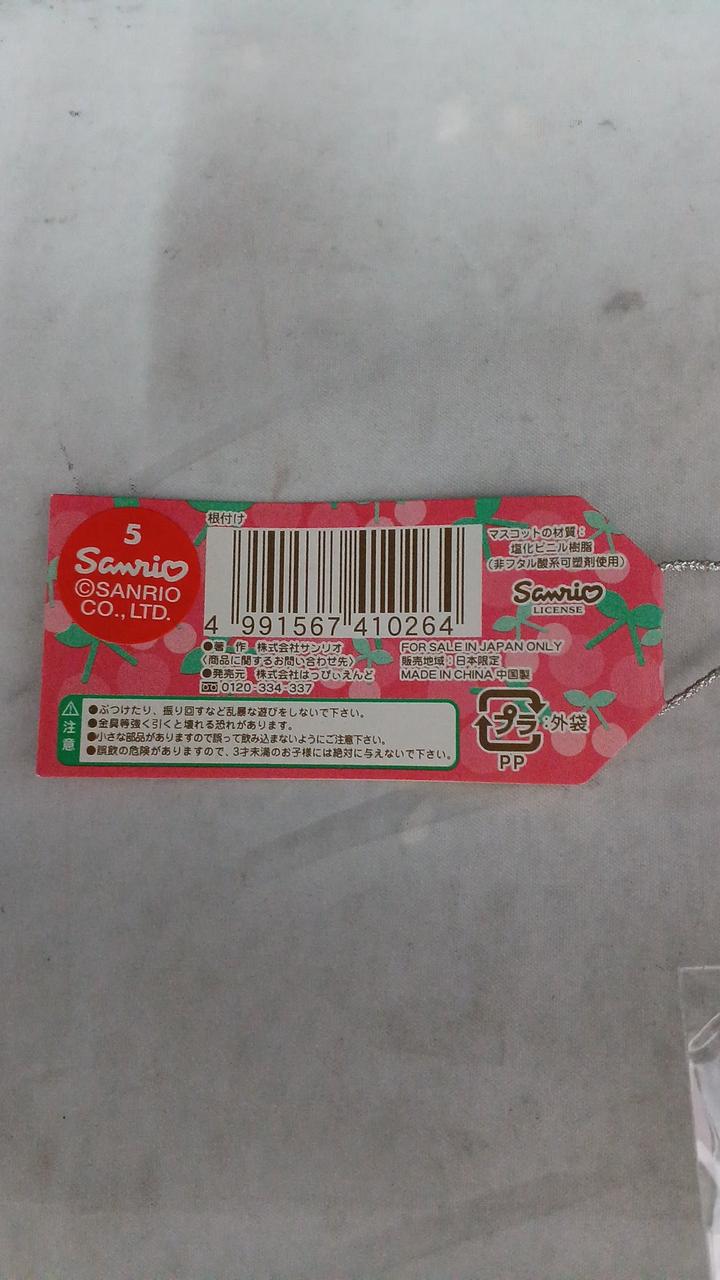 5
Sanrio
©SANRIO
CO., LTD.
根付け
4 991567 410264
●著 作 株式会社サンリオ
〈商品に関するお問い合わせ先〉
●発売元 株式会社はっぴぃえんど
0120-334-337
マスコットの材質:
塩化ビニル樹脂
(非フタル酸系可塑剤使用)
Sanrio
LICENSE
FOR SALE IN JAPAN ONLY
販売地域:日本限定
MADE IN CHINA 中国製
注意
●ぶつけたり、振り回すなど乱暴な遊びをしないで下さい。
●金具等強く引くと壊れる恐れがあります。
●小さな部品がありますので誤って飲み込まないようにご注意下さい。
●誤飲の危険がありますので、3才未満のお子様には絶対に与えないで下さい。
プラ:外袋
PP